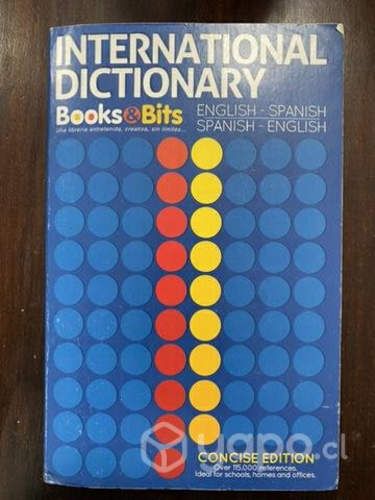 INTERNATIONAL
DICTIONARY
Books&Bits
una librería entretenida, creativa, sin límites...
ENGLISH - SPANISH
SPANISH - ENGLISH
CONCISE EDITION
Over 115,000 references.
Ideal for schools, homes and offices.
yapo.cl